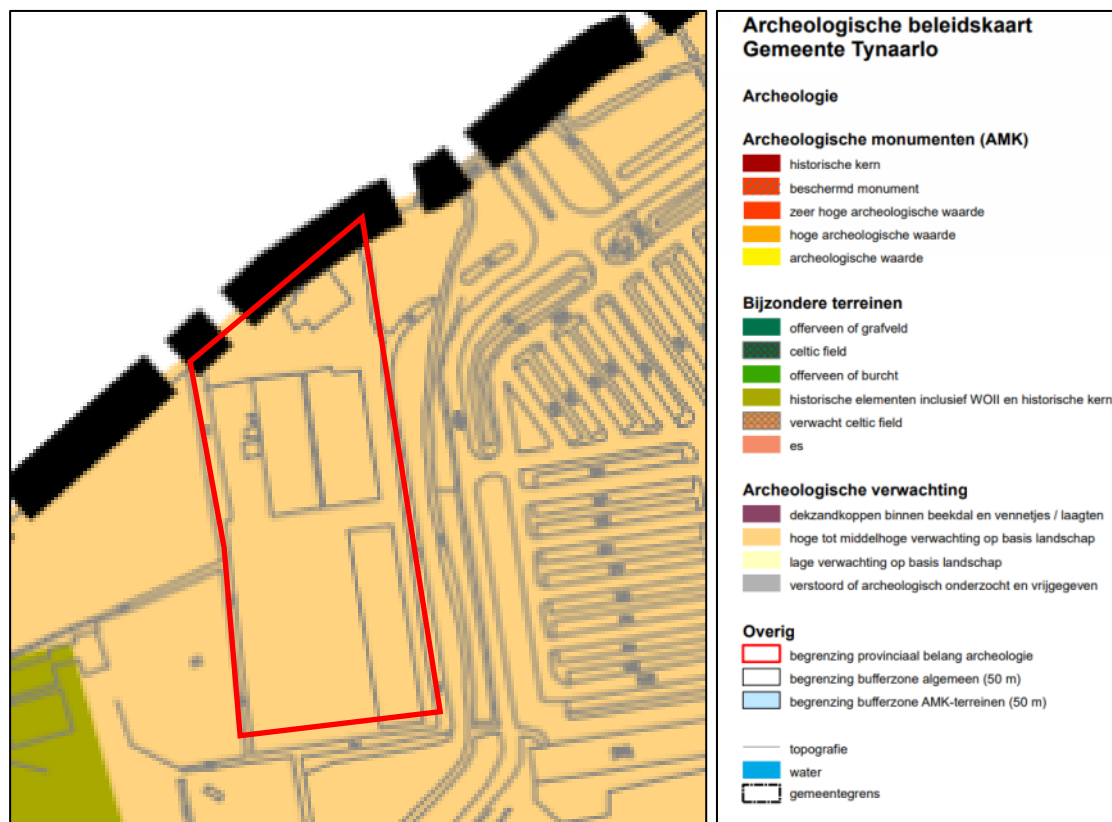 Archeologische beleidskaart
Gemeente Tynaarlo
Archeologie
Archeologische monumenten (AMK)
historische kern
beschermd monument
zeer hoge archeologische waarde
hoge archeologische waarde
archeologische waarde
Bijzondere terreinen
offerveen of grafveld
celtic field
offerveen of burcht
historische elementen inclusief WOII en historische kern
verwacht celtic field
es
Archeologische verwachting
dekzandkoppen binnen beekdal en vennetjes / laagten
hoge tot middelhoge verwachting op basis landschap
lage verwachting op basis landschap
verstoord of archeologisch onderzocht en vrijgegeven
Overig
begrenzing provinciaal belang archeologie
begrenzing bufferzone algemeen (50 m)
begrenzing bufferzone AMK-terreinen (50 m)
topografie
water
gemeentegrens